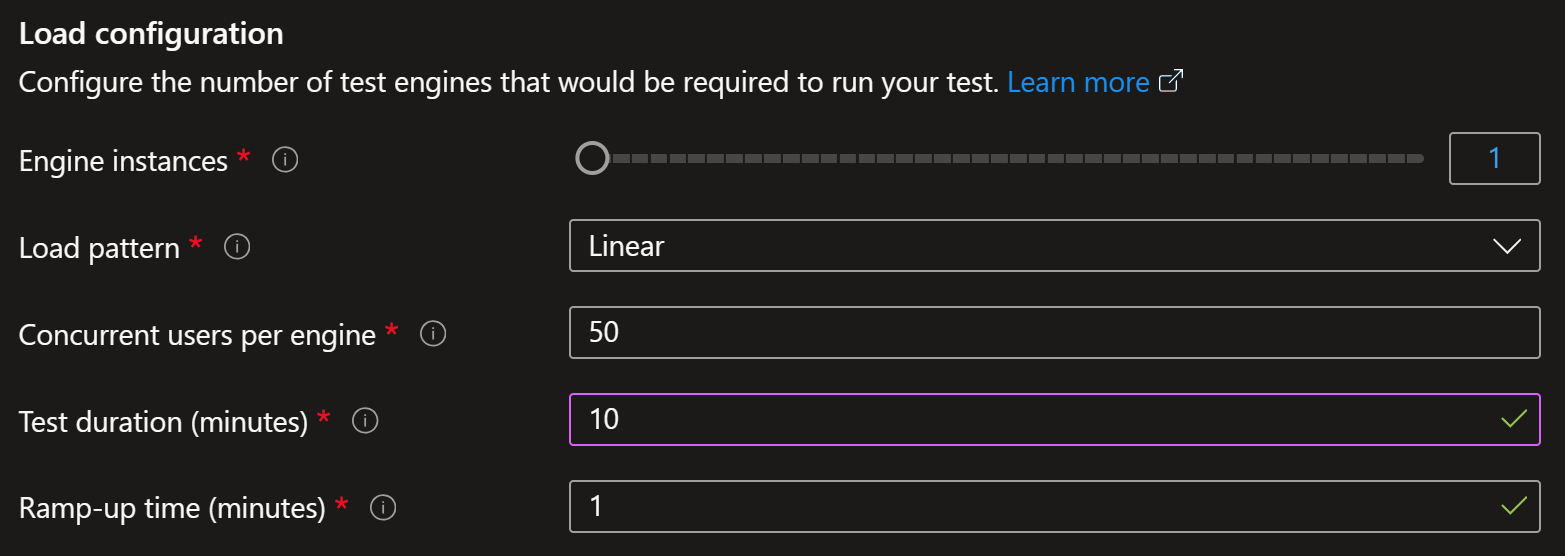 Load configuration
Configure the number of test engines that would be required to run your test. Learn more
Engine instances * 1
Load pattern * Linear
Concurrent users per engine * 50
Test duration (minutes) * 10
Ramp-up time (minutes) * 1